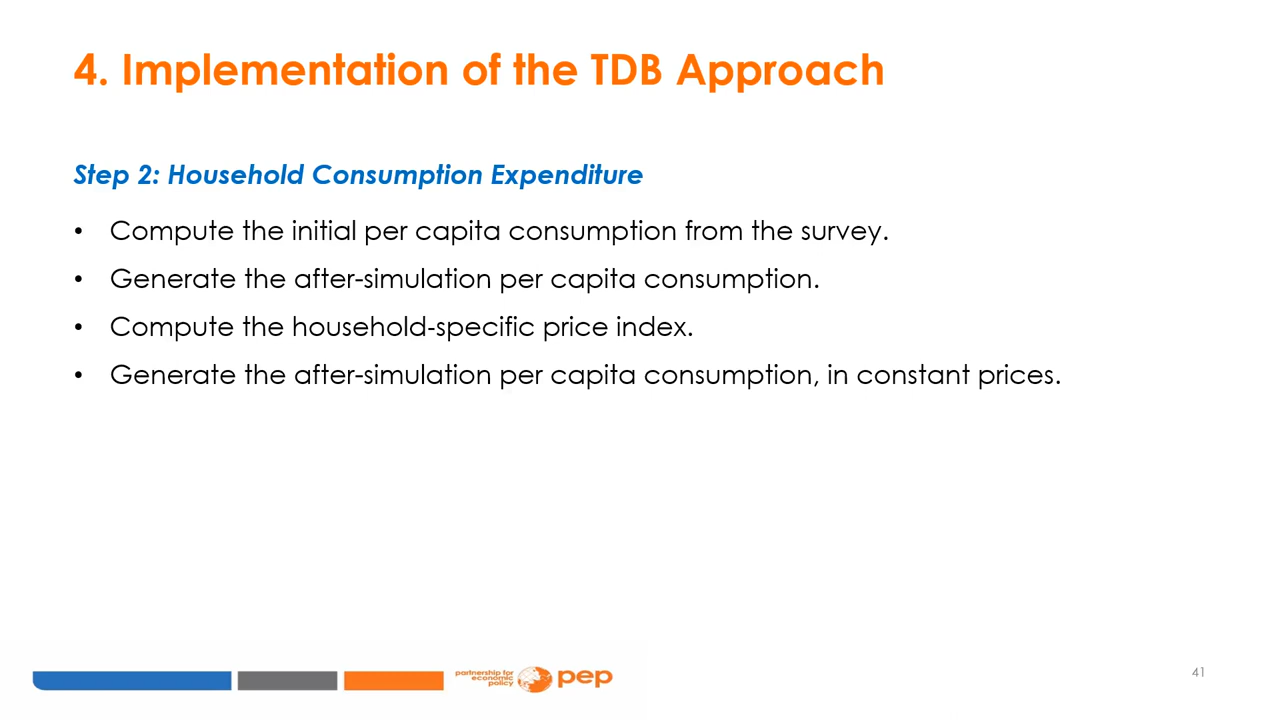 4. Implementation of the TDB Approach
Step 2: Household Consumption Expenditure
• Compute the initial per capita consumption from the survey.
• Generate the after-simulation per capita consumption.
• Compute the household-specific price index.
• Generate the after-simulation per capita consumption, in constant prices.
partnership for
economic
policy
pep
41